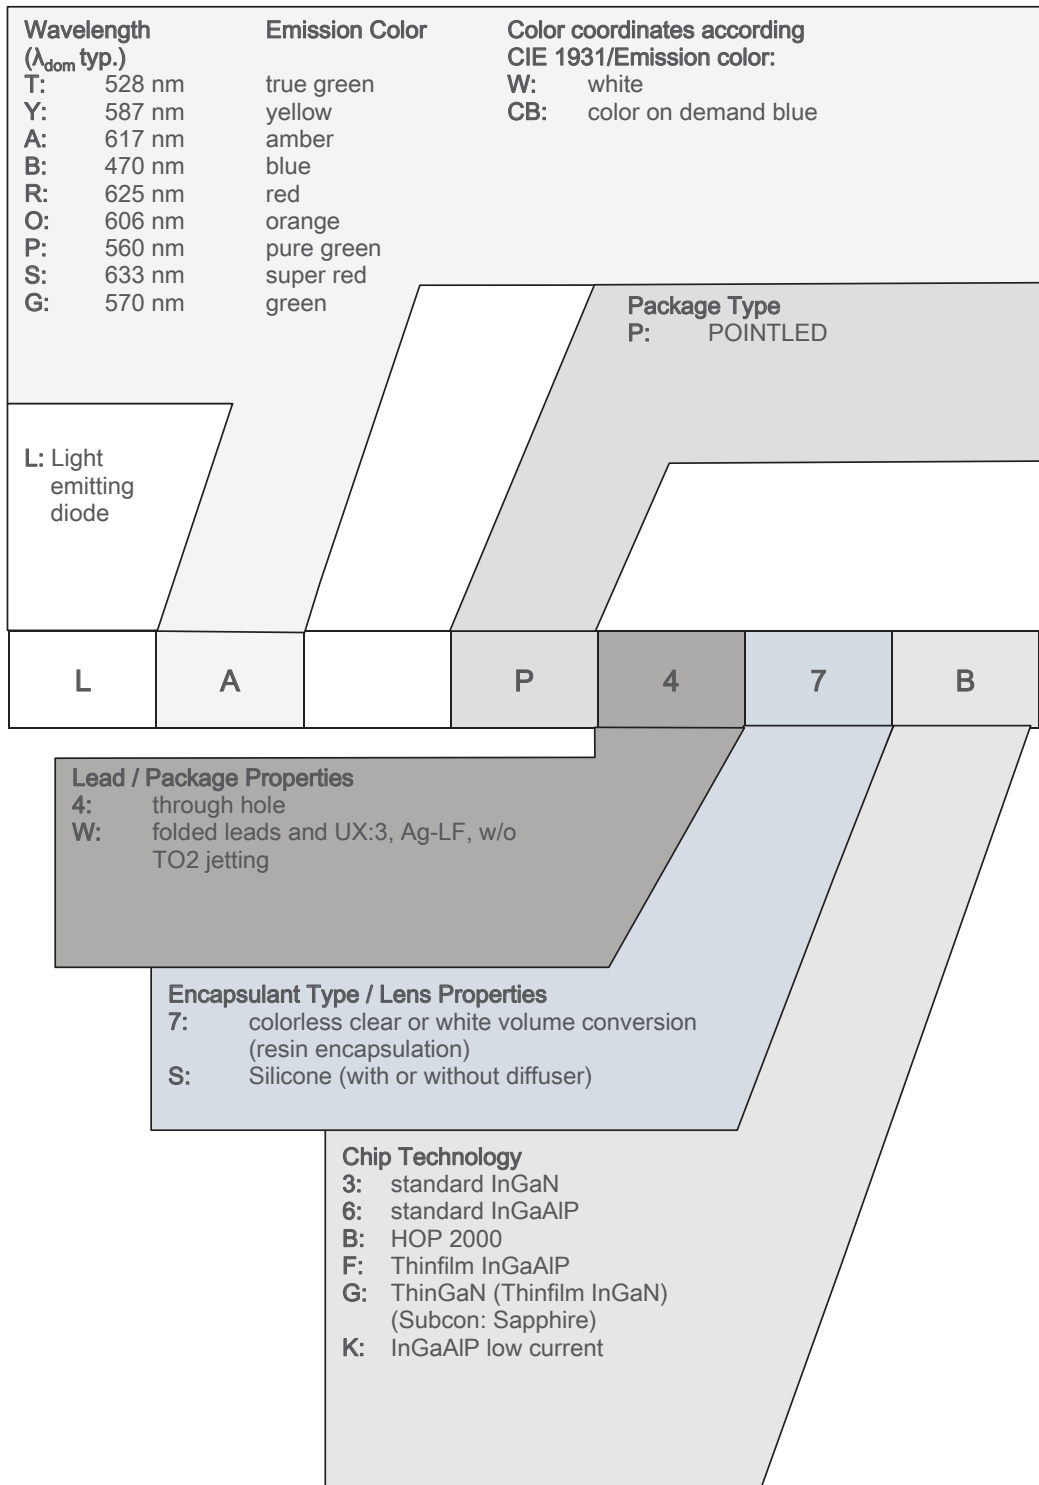 Wavelength Emission Color Color coordinates according
(λdom typ.) CIE 1931/Emission color:
T: 528 nm true green W: white
Y: 587 nm yellow CB: color on demand blue
A: 617 nm amber
B: 470 nm blue
R: 625 nm red
O: 606 nm orange
P: 560 nm pure green
S: 633 nm super red
G: 570 nm green
Package Type
P: POINTLED
L: Light
emitting
diode
L A P 4 7 B
Lead / Package Properties
4: through hole
W: folded leads and UX:3, Ag-LF, w/o
TO2 jetting
Encapsulant Type / Lens Properties
7: colorless clear or white volume conversion
(resin encapsulation)
S: Silicone (with or without diffuser)
Chip Technology
3: standard InGaN
6: standard InGaAlP
B: HOP 2000
F: Thinfilm InGaAlP
G: ThinGaN (Thinfilm InGaN)
(Subcon: Sapphire)
K: InGaAlP low current